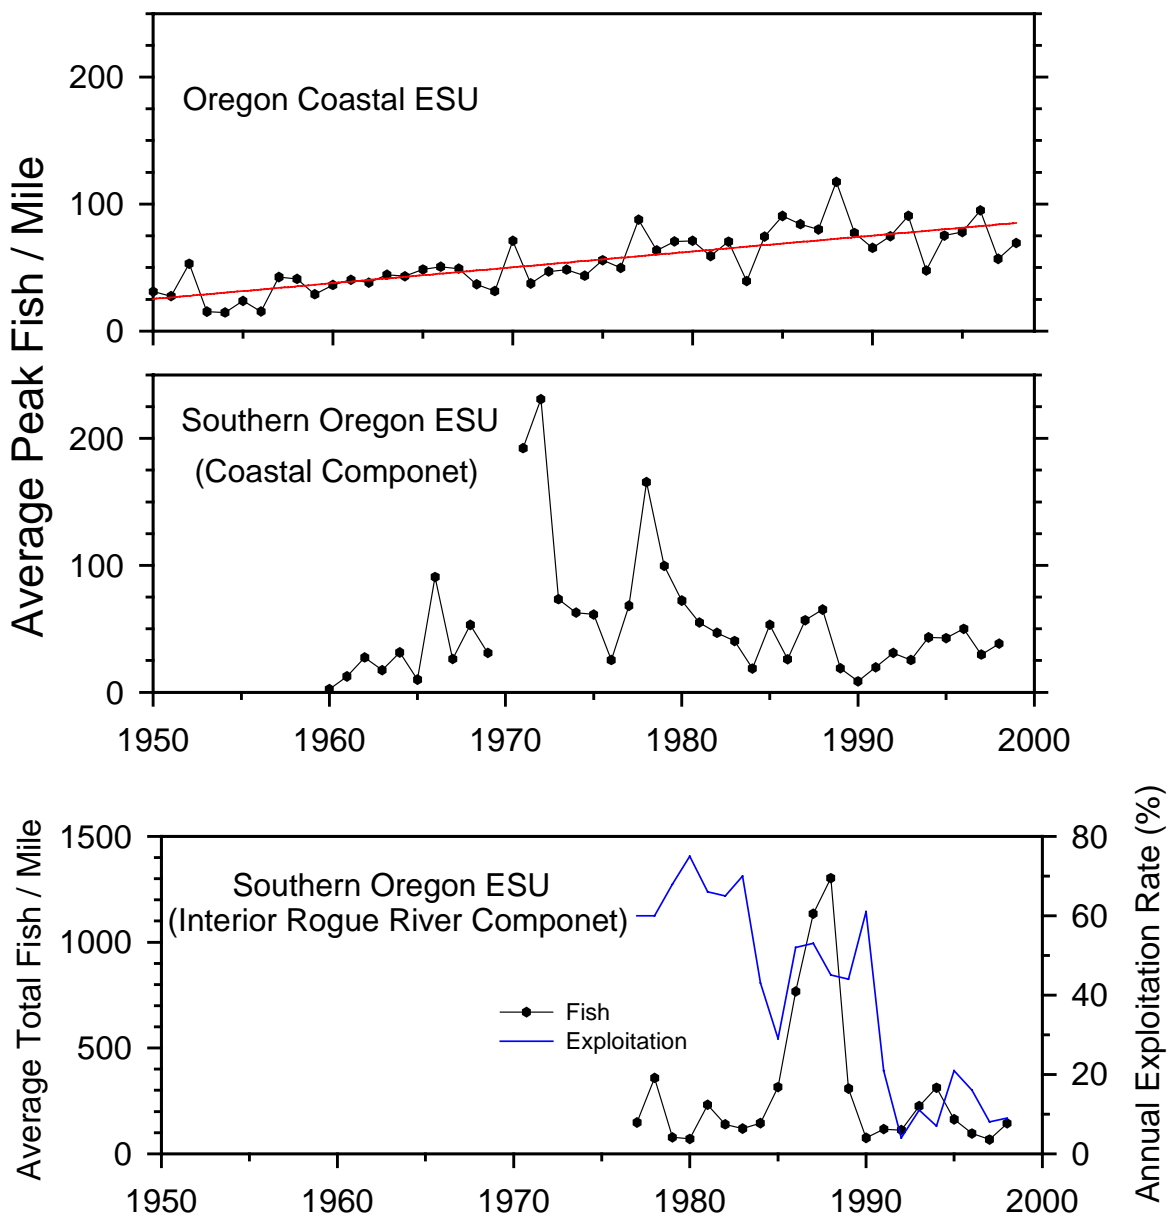 Average Peak Fish / Mile
200
100
0
Oregon Coastal ESU
200
100
0
Southern Oregon ESU
(Coastal Componet)
1950 1960 1970 1980 1990 2000
Average Total Fish / Mile
1500
1000
500
0
Southern Oregon ESU
(Interior Rogue River Componet)
Fish
Exploitation
80
60
40
20
0
Annual Exploitation Rate (%)
1950 1960 1970 1980 1990 2000